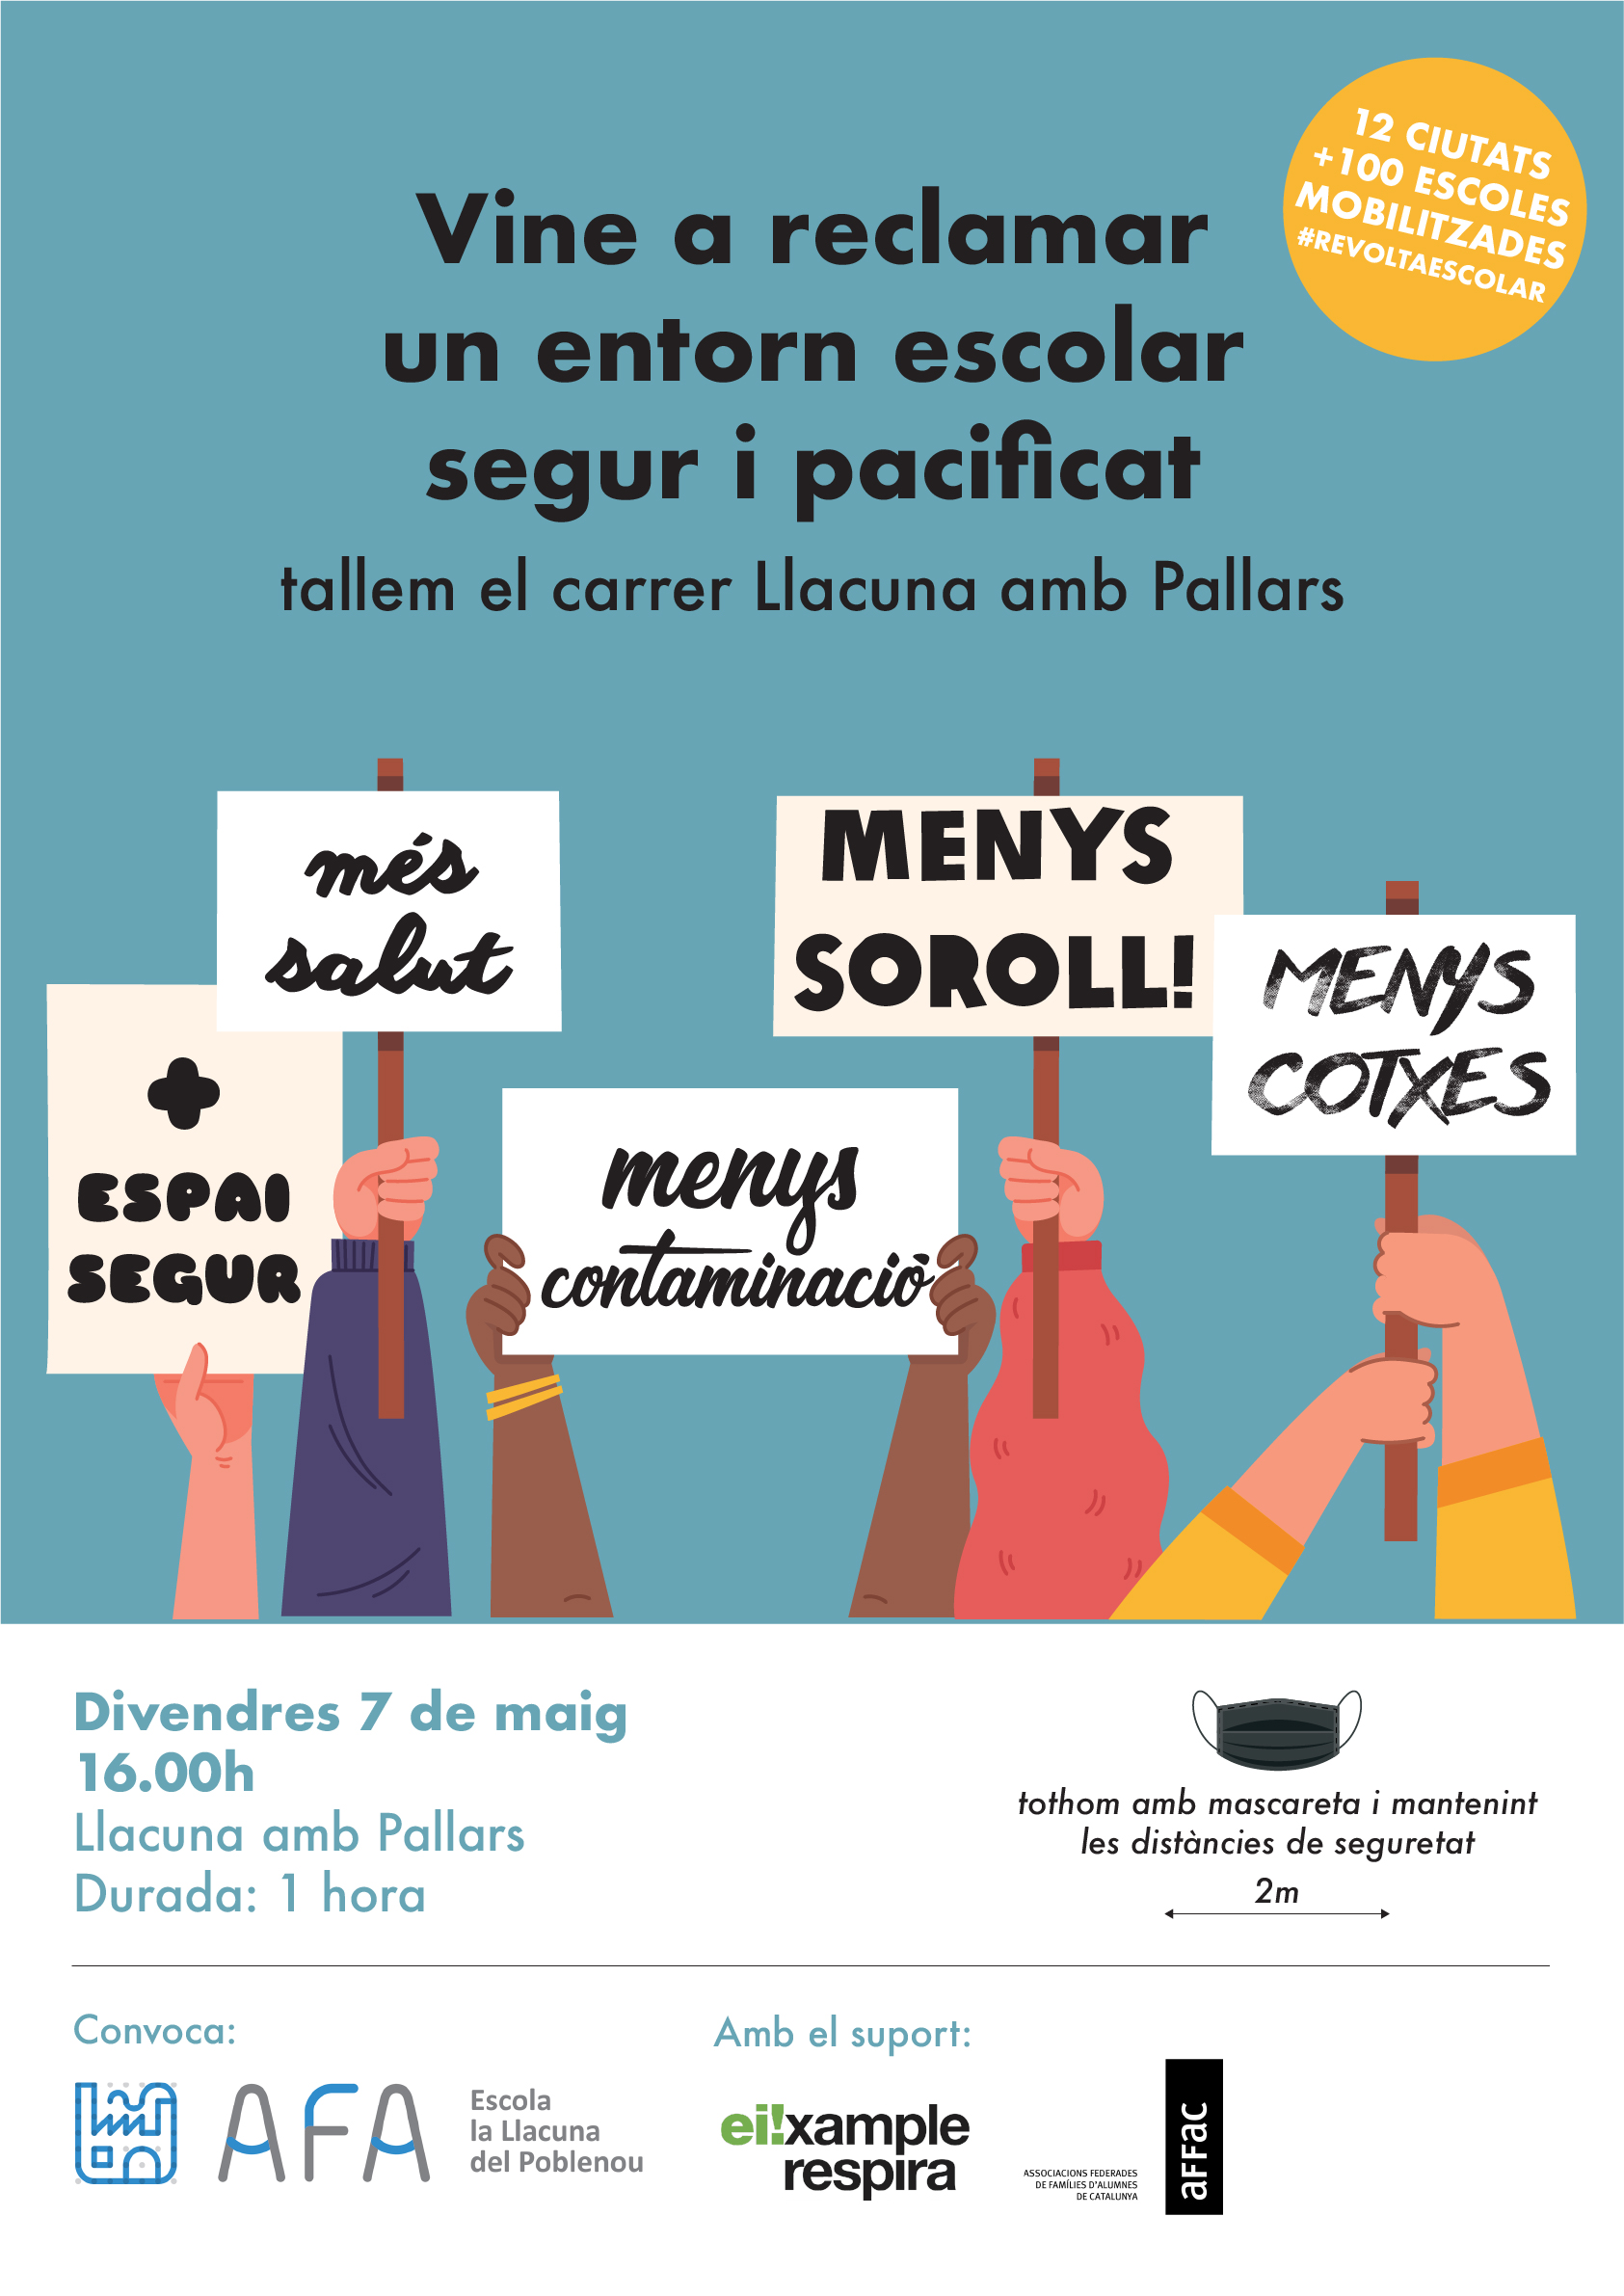 12 CIUTATS
+100 ESCOLES
MOBILITZADES
#REVOLTAESCOLAR
Vine a reclamar
un entorn escolar
segur i pacificat
tallem el carrer Llacuna amb Pallars
més
salut
MENYS
SOROLL!
MENYS
COTXES
+
ESPAI
SEGUR
menys
contaminació
Divendres 7 de maig
16.00h
Llacuna amb Pallars
Durada: 1 hora
tothom amb mascareta i mantenint
les distàncies de seguretat
2m
Convoca:
AFA
Escola
la Llacuna
del Poblenou
Amb el suport:
ei!xample
respira
ASSOCIACIONS FEDERADES
DE FAMÍLIES D'ALUMNES
DE CATALUNYA
aFFaC